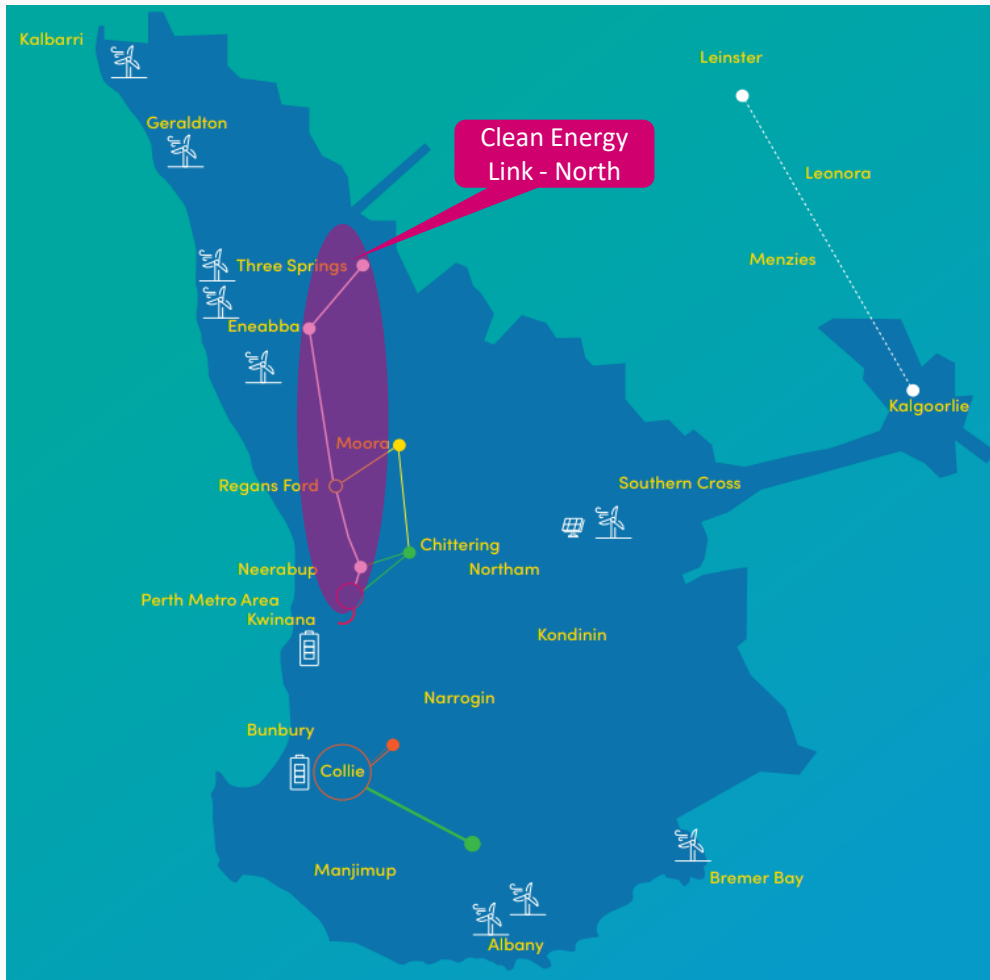 Kalbarri
Leinster
Geraldton
Clean Energy
Link - North
Leonora
Menzies
Three Springs
Eneabba
Kalgoorlie
Moora
Regans Ford
Southern Cross
Chittering
Neerabup
Northam
Perth Metro Area
Kwinana
Kondinin
Narrogin
Bunbury
Collie
Manjimup
Bremer Bay
Albany